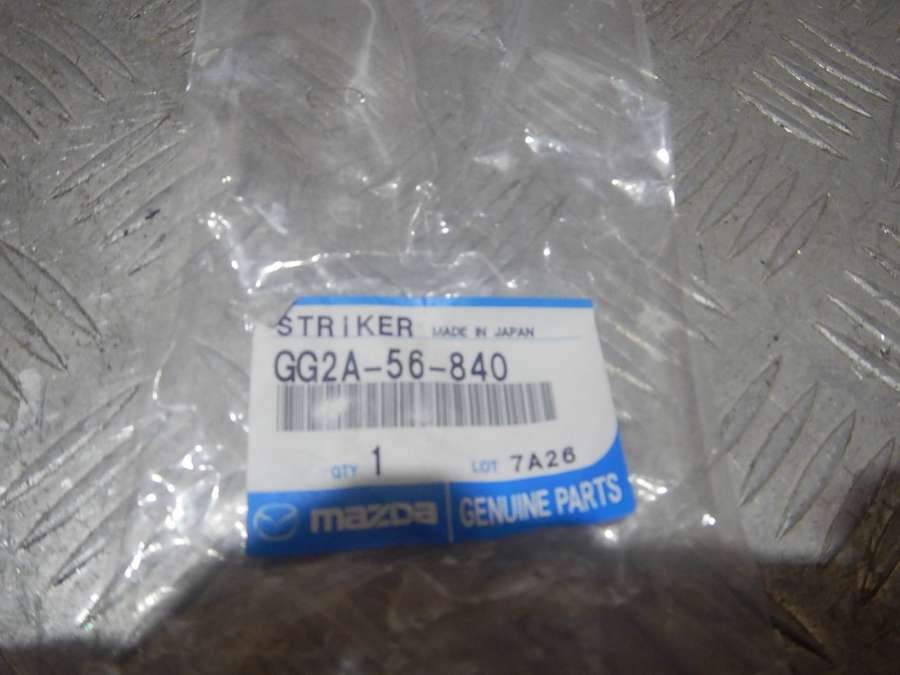 STRIKER MADE IN JAPAN
GG2A-56-840
QTY 1 LOT 7A26
mazda GENUINE PARTS